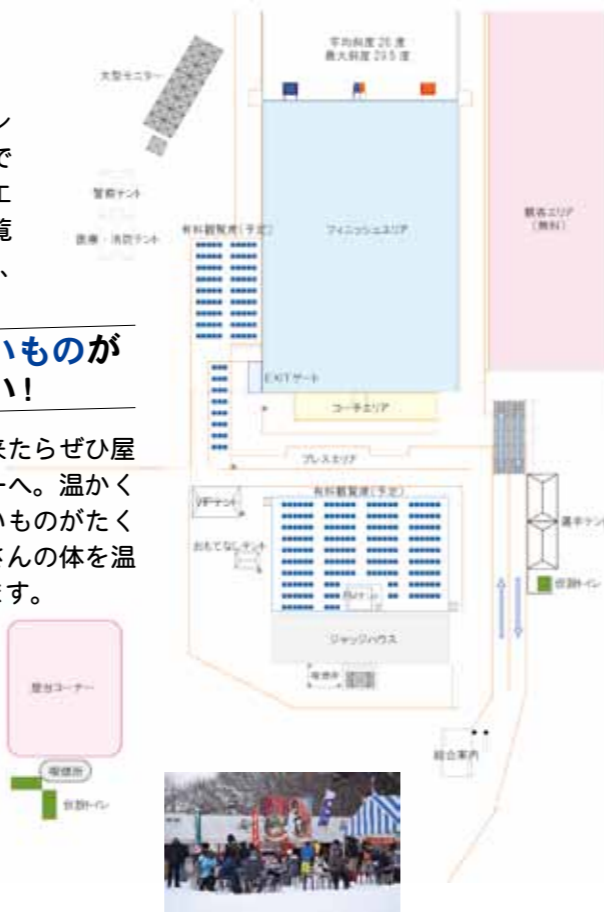 ン
で
エ
覧
、
いものが
い！
来たらぜひ屋
ーへ。温かく
いものがたく
さんの体を温
ます。
平均斜度 26 度
最大斜度 29.5 度
大型モニター
警察テント
医療・消防テント
有料観覧席(予定)
フィニッシュエリア
観客エリア
(無料)
EXITゲート
コーチエリア
プレスエリア
有料観覧席(予定)
VIPテント
おもてなしテント
選手テント
仮設トイレ
ジャッジハウス
喫煙所
屋台コーナー
総合案内
喫煙所
仮設トイレ